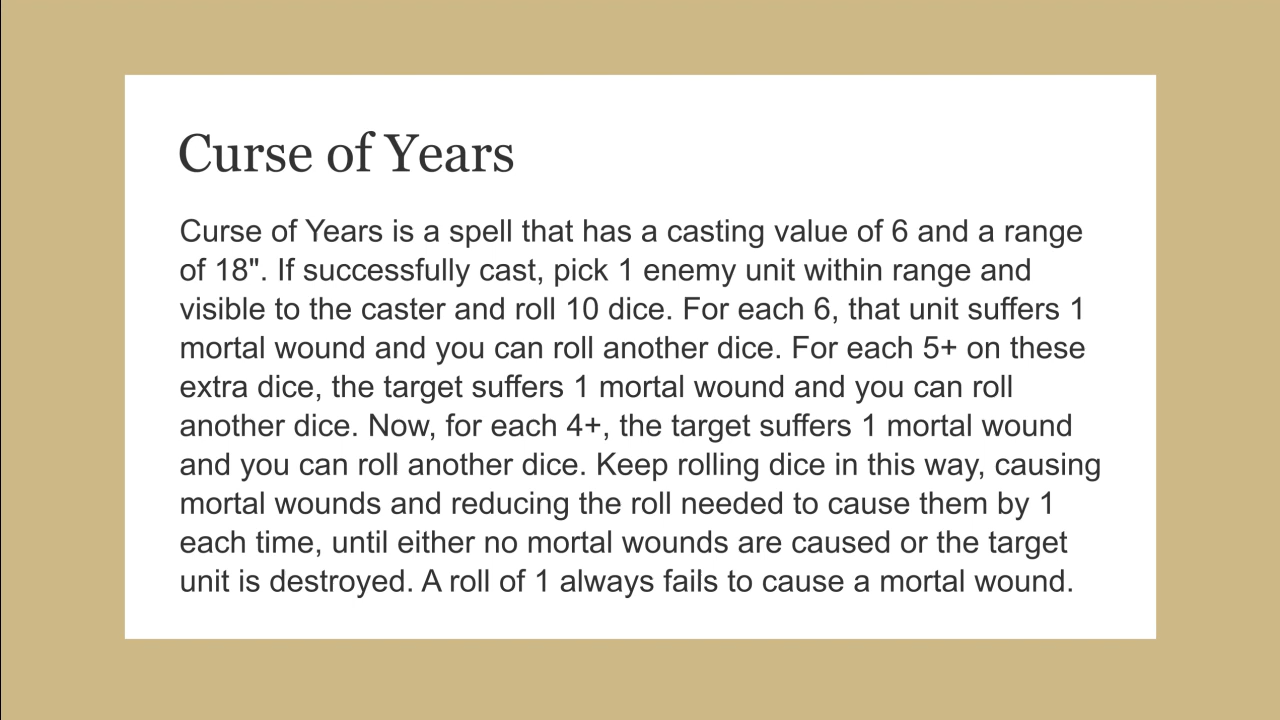 Curse of Years
Curse of Years is a spell that has a casting value of 6 and a range
of 18". If successfully cast, pick 1 enemy unit within range and
visible to the caster and roll 10 dice. For each 6, that unit suffers 1
mortal wound and you can roll another dice. For each 5+ on these
extra dice, the target suffers 1 mortal wound and you can roll
another dice. Now, for each 4+, the target suffers 1 mortal wound
and you can roll another dice. Keep rolling dice in this way, causing
mortal wounds and reducing the roll needed to cause them by 1
each time, until either no mortal wounds are caused or the target
unit is destroyed. A roll of 1 always fails to cause a mortal wound.